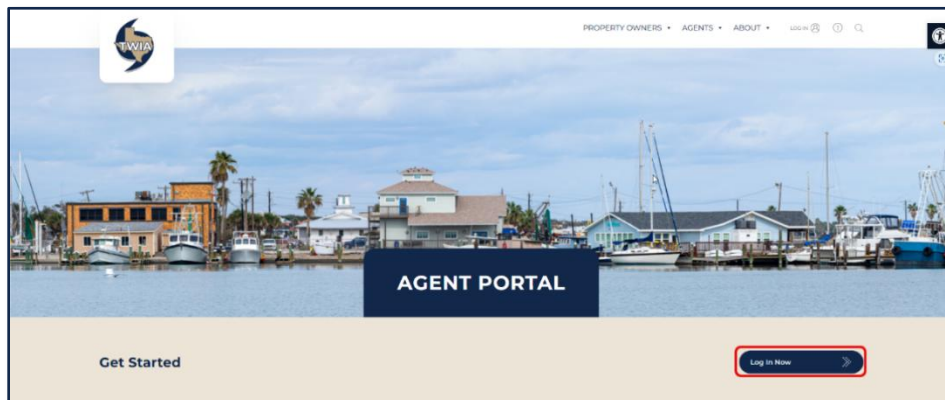 TWIA
PROPERTY OWNERS AGENTS ABOUT LOG IN
AGENT PORTAL
Get Started
Log In Now